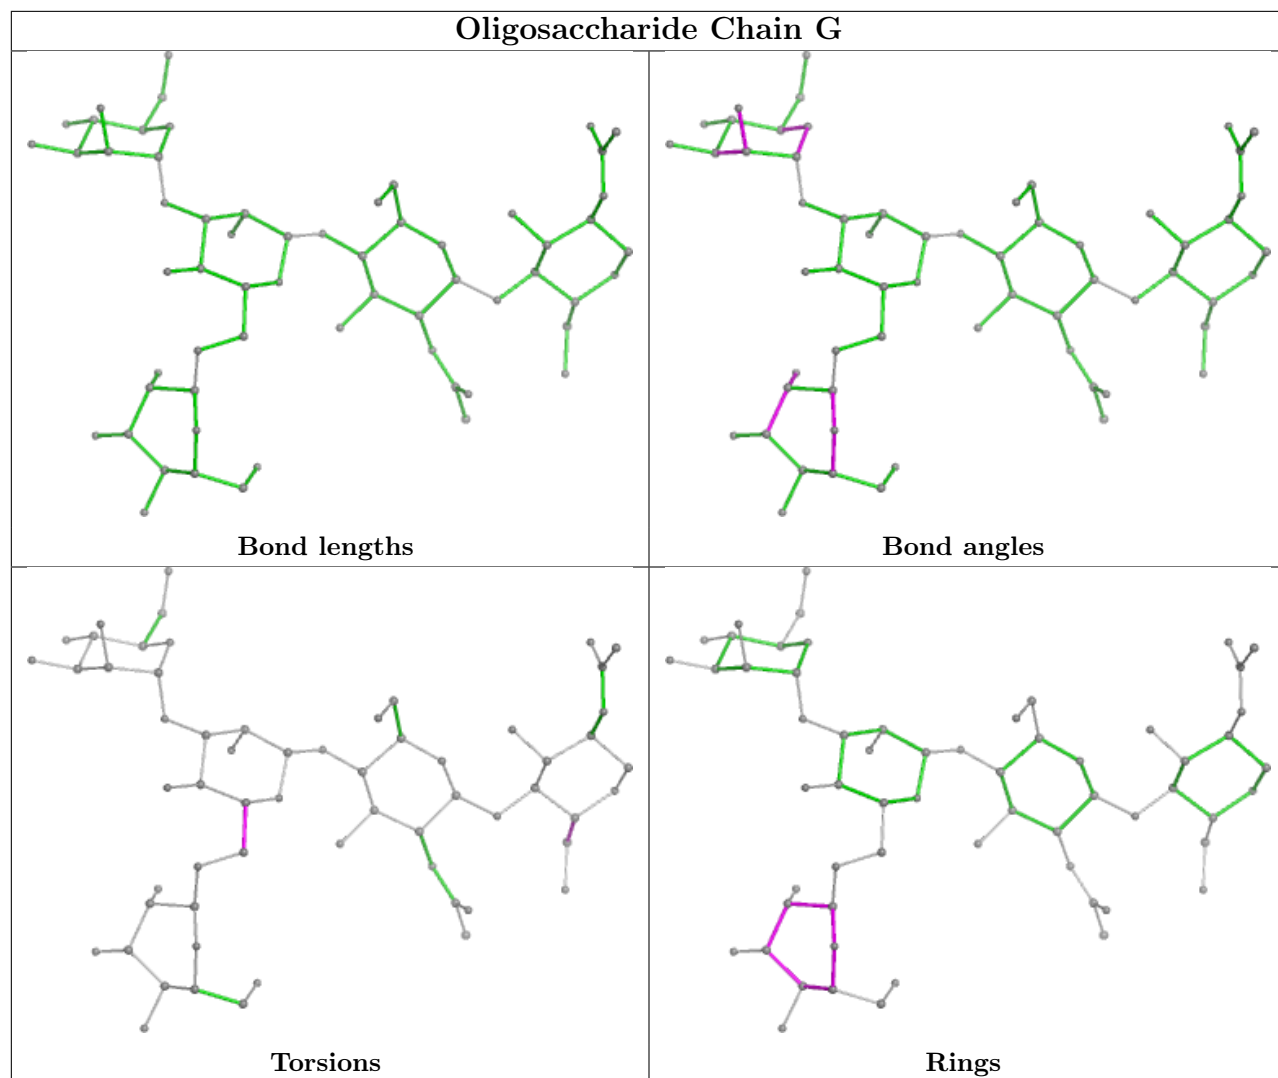 Oligosaccharide Chain G
Bond lengths
Bond angles
Torsions
Rings